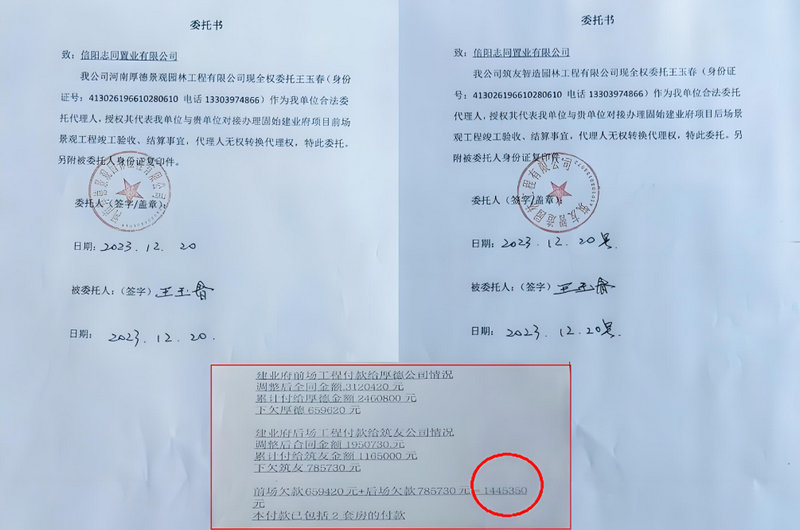 委托书
致：信阳志同置业有限公司
我公司河南厚德景观园林工程有限公司现全权委托王玉春（身份
证号：413026196610280610 电话 13303974866）作为我单位合法委
托代理人，授权其代表我单位与贵单位对接办理固始建业府项目前场
景观工程竣工验收、结算事宜，代理人无权转换代理权，特此委托。
另附被委托人身份证复印件。
委托人（签字/盖章）：
日期：2023.12.20
被委托人：（签字）王玉春
日期：2023.12.20.
委托书
致：信阳志同置业有限公司
我公司筑友智造园林工程有限公司现全权委托王玉春（身份证
号：413026196610280610 电话 13303974866）作为我单位合法委托
代理人，授权其代表我单位与贵单位对接办理固始建业府项目后场景
观工程竣工验收、结算事宜，代理人无权转换代理权，特此委托。另
附被委托人身份证复印件。
委托人（签字/盖章）：
日期：2023.12.20
被委托人：（签字）王玉春
日期：2023.12.20
建业府前场工程付款给厚德公司情况
调整后合同金额 3120420 元
累计付给厚德金额 2460800 元
下欠厚德 659620 元
建业府后场工程付款给筑友公司情况
调整后合同金额 1950730 元
累计付给筑友金额 1165000 元
下欠筑友 785730 元
前场欠款 659420 元+后场欠款 785730 元 = 1445350
元
本付款已包括 2 套房的付款